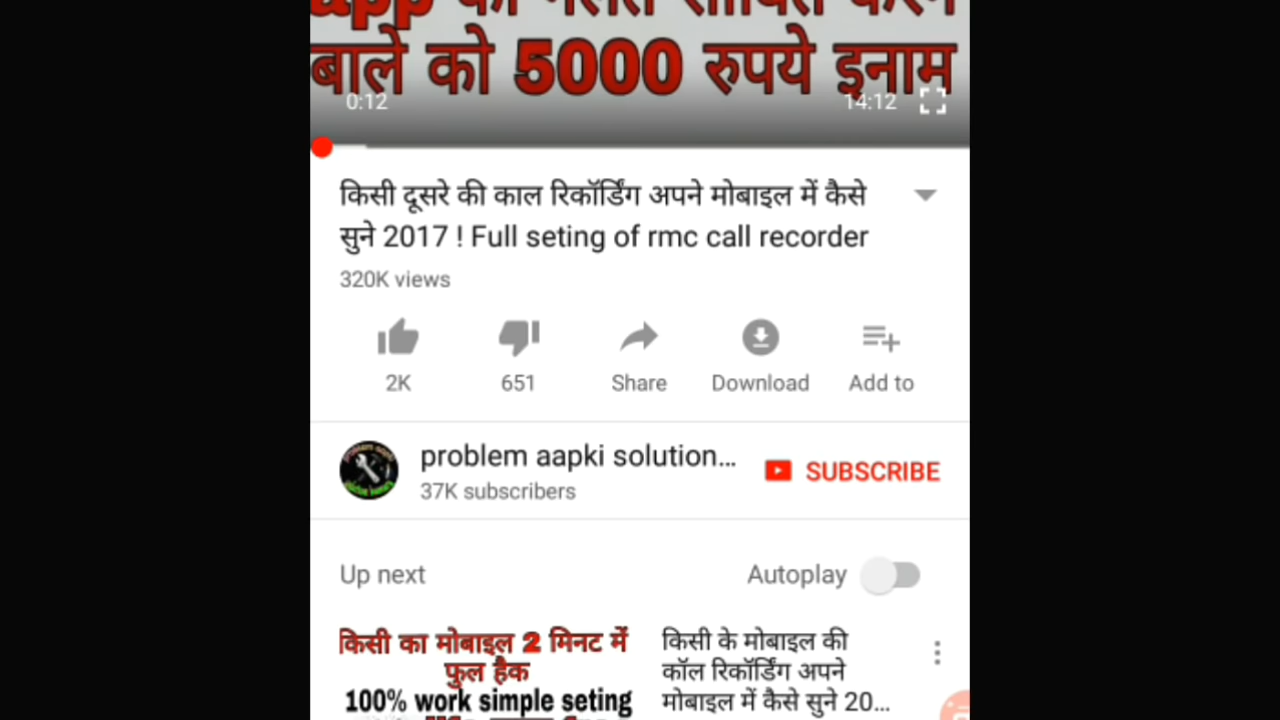 बाले को 5000 रुपये इनाम
0:12 14:12
किसी दूसरे की काल रिकॉर्डिंग अपने मोबाइल में कैसे
सुने 2017 ! Full seting of rmc call recorder
320K views
2K 651 Share Download Add to
problem aapki solution...
SUBSCRIBE
37K subscribers
Up next Autoplay
किसी का मोबाइल 2 मिनट में
फुल हैक
100% work simple seting
किसी के मोबाइल की
कॉल रिकॉर्डिंग अपने
मोबाइल में कैसे सुने 20...